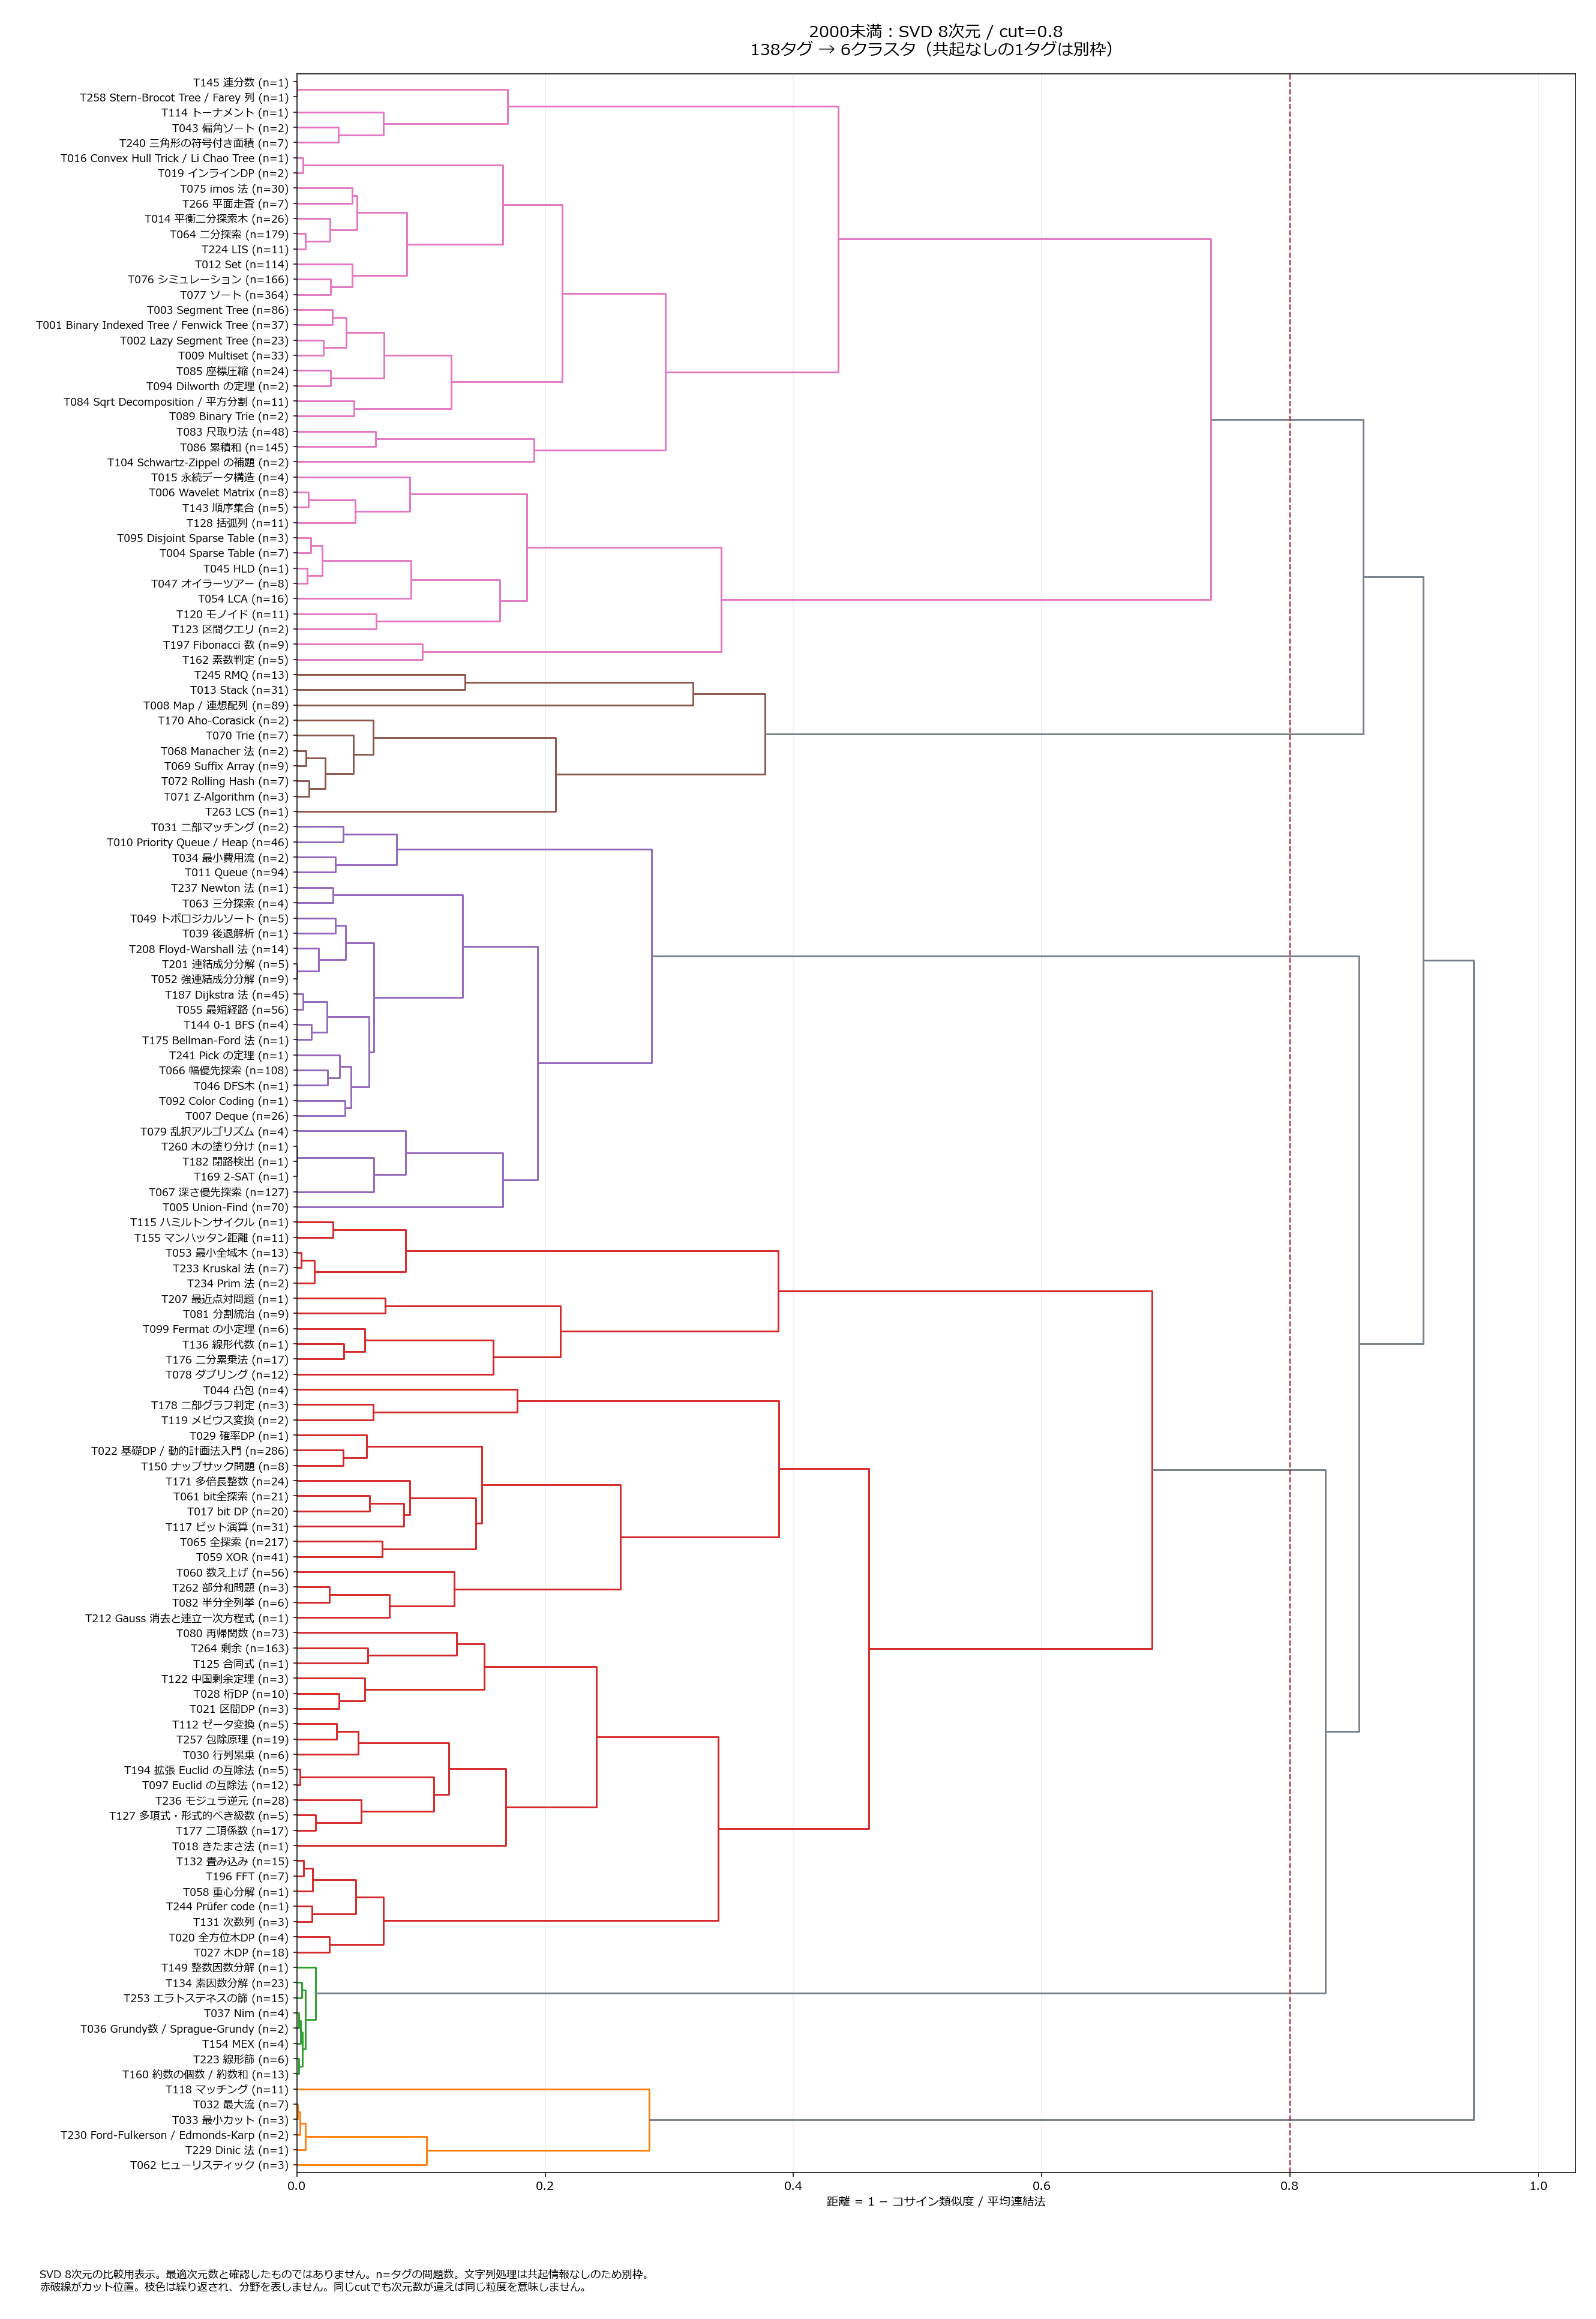 2000未満：SVD 8次元 / cut=0.8
138タグ → 6クラスタ（共起なしの1タグは別枠）
T145 連分数 (n=1)
T258 Stern-Brocot Tree / Farey 列 (n=1)
T114 トーナメント (n=1)
T043 偏角ソート (n=2)
T240 三角形の符号付き面積 (n=7)
T016 Convex Hull Trick / Li Chao Tree (n=1)
T019 インラインDP (n=2)
T075 imos 法 (n=30)
T266 平面走査 (n=7)
T014 平衡二分探索木 (n=26)
T064 二分探索 (n=179)
T224 LIS (n=11)
T012 Set (n=114)
T076 シミュレーション (n=166)
T077 ソート (n=364)
T003 Segment Tree (n=86)
T001 Binary Indexed Tree / Fenwick Tree (n=37)
T002 Lazy Segment Tree (n=23)
T009 Multiset (n=33)
T085 座標圧縮 (n=24)
T094 Dilworth の定理 (n=2)
T084 Sqrt Decomposition / 平方分割 (n=11)
T089 Binary Trie (n=2)
T083 尺取り法 (n=48)
T086 累積和 (n=145)
T104 Schwartz-Zippel の補題 (n=2)
T015 永続データ構造 (n=4)
T006 Wavelet Matrix (n=8)
T143 順序集合 (n=5)
T128 括弧列 (n=11)
T095 Disjoint Sparse Table (n=3)
T004 Sparse Table (n=7)
T045 HLD (n=1)
T047 オイラーツアー (n=8)
T054 LCA (n=16)
T120 モノイド (n=11)
T123 区間クエリ (n=2)
T197 Fibonacci 数 (n=9)
T162 素数判定 (n=5)
T245 RMQ (n=13)
T013 Stack (n=31)
T008 Map / 連想配列 (n=89)
T170 Aho-Corasick (n=2)
T070 Trie (n=7)
T068 Manacher 法 (n=2)
T069 Suffix Array (n=9)
T072 Rolling Hash (n=7)
T071 Z-Algorithm (n=3)
T263 LCS (n=1)
T031 二部マッチング (n=2)
T010 Priority Queue / Heap (n=46)
T034 最小費用流 (n=2)
T011 Queue (n=94)
T237 Newton 法 (n=1)
T063 三分探索 (n=4)
T049 トポロジカルソート (n=5)
T039 後退解析 (n=1)
T208 Floyd-Warshall 法 (n=14)
T201 連結成分分解 (n=5)
T052 強連結成分分解 (n=9)
T187 Dijkstra 法 (n=45)
T055 最短経路 (n=56)
T144 0-1 BFS (n=4)
T175 Bellman-Ford 法 (n=1)
T241 Pick の定理 (n=1)
T066 幅優先探索 (n=108)
T046 DFS木 (n=1)
T092 Color Coding (n=1)
T007 Deque (n=26)
T079 乱択アルゴリズム (n=4)
T260 木の塗り分け (n=1)
T182 閉路検出 (n=1)
T169 2-SAT (n=1)
T067 深さ優先探索 (n=127)
T005 Union-Find (n=70)
T115 ハミルトンサイクル (n=1)
T155 マンハッタン距離 (n=11)
T053 最小全域木 (n=13)
T233 Kruskal 法 (n=7)
T234 Prim 法 (n=2)
T207 最近点対問題 (n=1)
T081 分割統治 (n=9)
T099 Fermat の小定理 (n=6)
T136 線形代数 (n=1)
T176 二分累乗法 (n=17)
T078 ダブリング (n=12)
T044 凸包 (n=4)
T178 二部グラフ判定 (n=3)
T119 メビウス変換 (n=2)
T029 確率DP (n=1)
T022 基礎DP / 動的計画法入門 (n=286)
T150 ナップサック問題 (n=8)
T171 多倍長整数 (n=24)
T061 bit全探索 (n=21)
T017 bit DP (n=20)
T117 ビット演算 (n=31)
T065 全探索 (n=217)
T059 XOR (n=41)
T060 数え上げ (n=56)
T262 部分和問題 (n=3)
T082 半分全列挙 (n=6)
T212 Gauss 消去と連立一次方程式 (n=1)
T080 再帰関数 (n=73)
T264 剰余 (n=163)
T125 合同式 (n=1)
T122 中国剰余定理 (n=3)
T028 桁DP (n=10)
T021 区間DP (n=3)
T112 ゼータ変換 (n=5)
T257 包除原理 (n=19)
T030 行列累乗 (n=6)
T194 拡張 Euclid の互除法 (n=5)
T097 Euclid の互除法 (n=12)
T236 モジュラ逆元 (n=28)
T127 多項式・形式的べき級数 (n=5)
T177 二項係数 (n=17)
T018 きたまさ法 (n=1)
T132 畳み込み (n=15)
T196 FFT (n=7)
T058 重心分解 (n=1)
T244 Prüfer code (n=1)
T131 次数列 (n=3)
T020 全方位木DP (n=4)
T027 木DP (n=18)
T149 整数因数分解 (n=1)
T134 素因数分解 (n=23)
T253 エラトステネスの篩 (n=15)
T037 Nim (n=4)
T036 Grundy数 / Sprague-Grundy (n=2)
T154 MEX (n=4)
T223 線形篩 (n=6)
T160 約数の個数 / 約数和 (n=13)
T118 マッチング (n=11)
T032 最大流 (n=7)
T033 最小カット (n=3)
T230 Ford-Fulkerson / Edmonds-Karp (n=2)
T229 Dinic 法 (n=1)
T062 ヒューリスティック (n=3)
0.0 0.2 0.4 0.6 0.8 1.0
距離 = 1 − コサイン類似度 / 平均連結法
SVD 8次元の比較用表示。最適次元数と確認したものではありません。n=タグの問題数。文字列処理は共起情報なしのため別枠。
赤破線がカット位置。枝色は繰り返され、分野を表しません。同じcutでも次元数が違えば同じ粒度を意味しません。